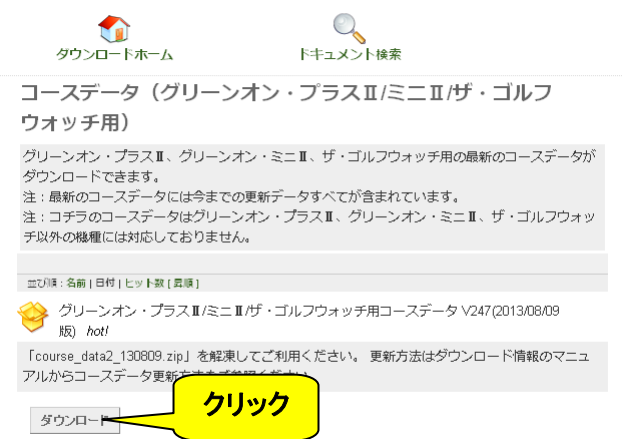 ダウンロードホーム ドキュメント検索
コースデータ（グリーンオン・プラスⅡ/ミニⅡ/ザ・ゴルフ
ウォッチ用）
グリーンオン・プラスⅡ、グリーンオン・ミニⅡ、ザ・ゴルフウォッチ用の最新のコースデータが
ダウンロードできます。
注：最新のコースデータには今までの更新データすべてが含まれています。
注：コチラのコースデータはグリーンオン・プラスⅡ、グリーンオン・ミニⅡ、ザ・ゴルフウォッ
チ以外の機種には対応しておりません。
並び順：名前 | 日付 | ヒット数 [ 昇順 ]
グリーンオン・プラスⅡ/ミニⅡ/ザ・ゴルフウォッチ用コースデータ V247(2013/08/09
版) hot!
「course_data2_130809.zip」を解凍してご利用ください。 更新方法はダウンロード情報のマニュ
アルからコースデータ更新
クリック
ダウンロード